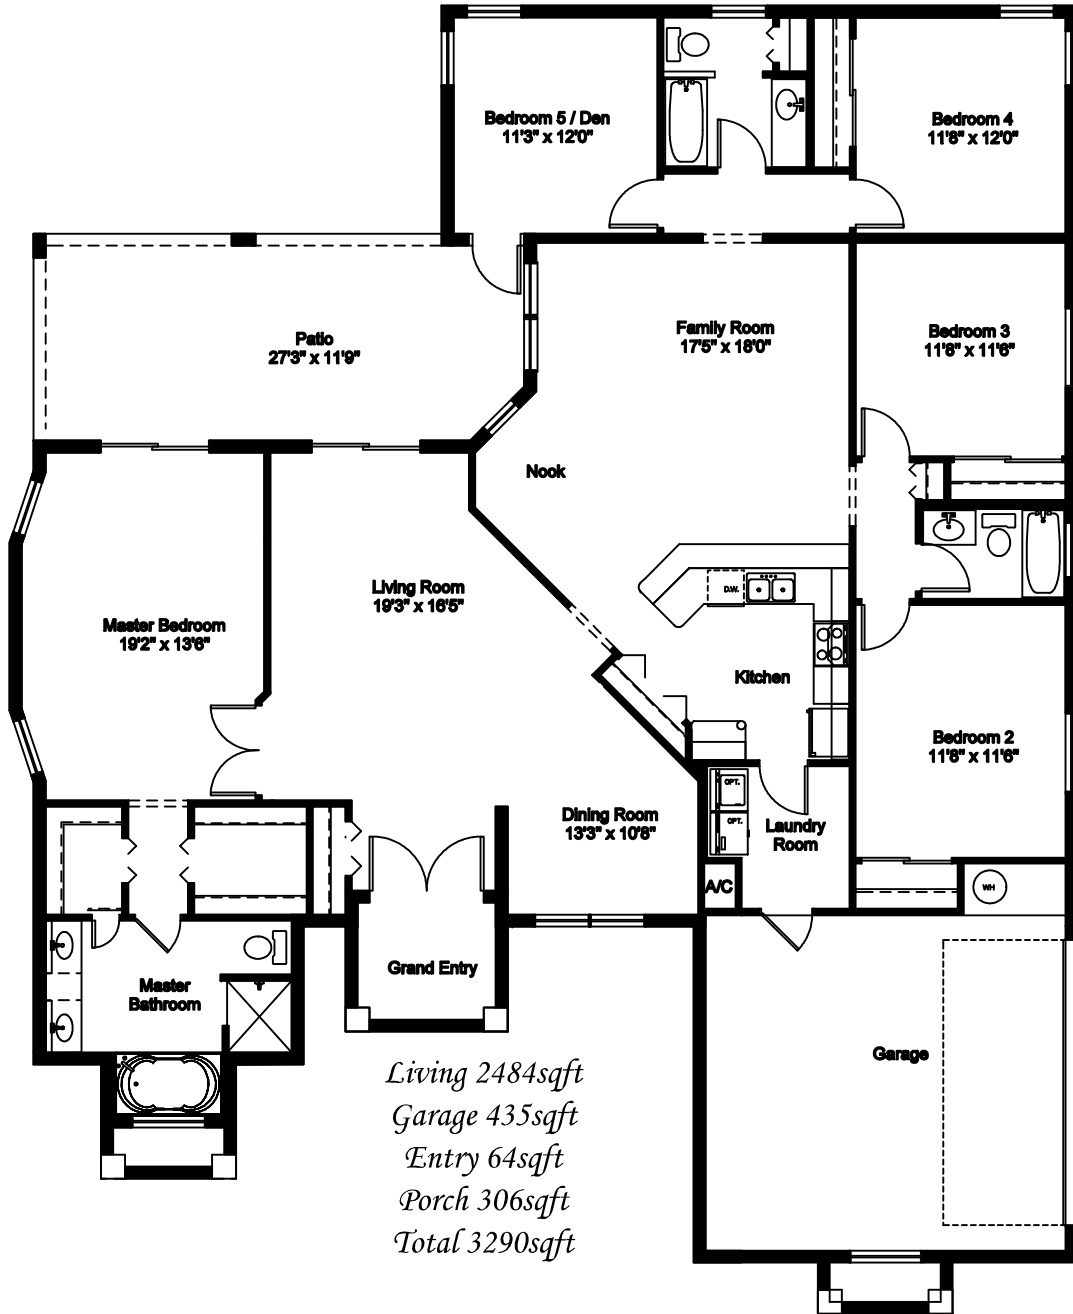 Bedroom 5 / Den
11'3" x 12'0"
Bedroom 4
11'6" x 12'0"
Patio
27'3" x 11'9"
Family Room
17'5" x 18'0"
Bedroom 3
11'6" x 11'6"
Nook
Living Room
19'3" x 16'5"
D.W.
Master Bedroom
19'2" x 13'6"
Kitchen
Bedroom 2
11'6" x 11'6"
OPT.
OPT.
Dining Room
13'3" x 10'8"
Laundry
Room
A/C
WH
Grand Entry
Master
Bathroom
Garage
Living 2484sqft
Garage 435sqft
Entry 64sqft
Porch 306sqft
Total 3290sqft